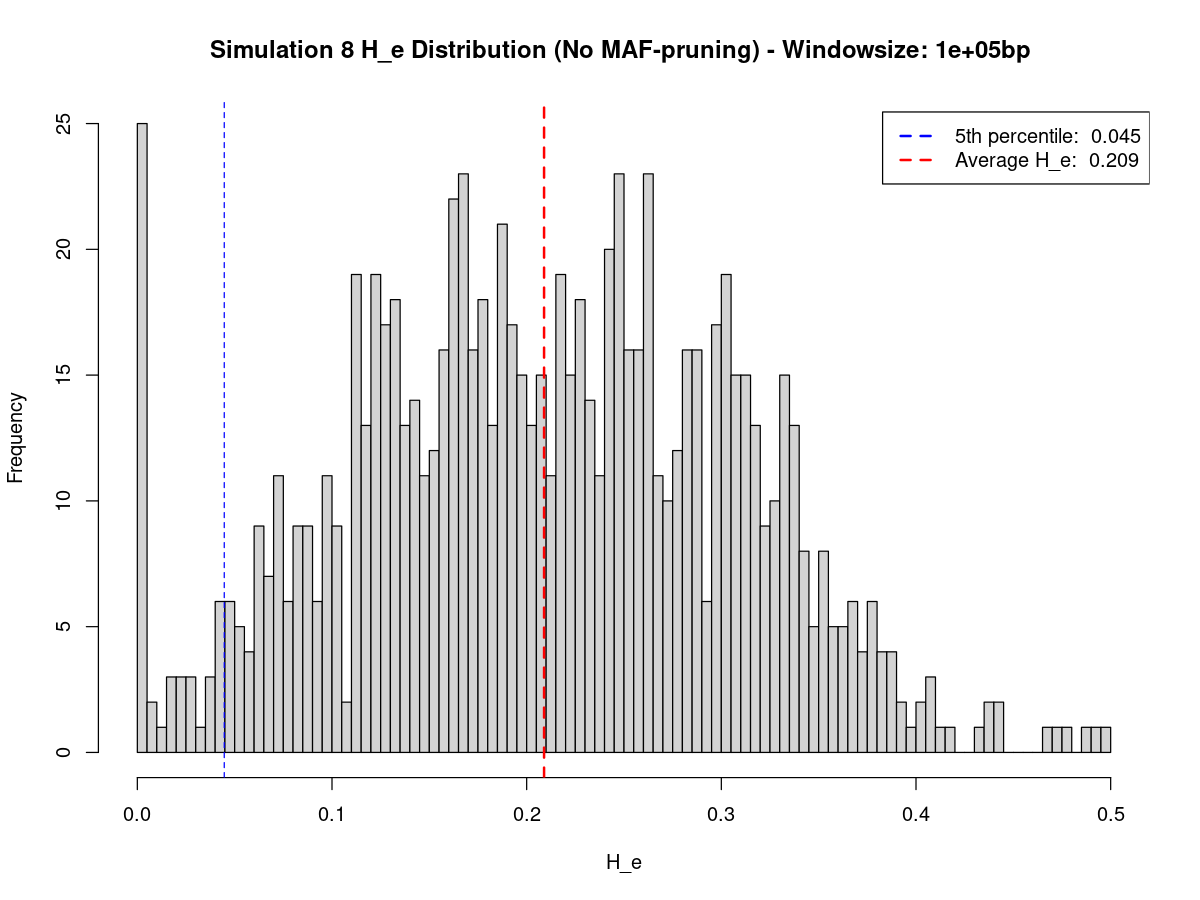 Simulation 8 H_e Distribution (No MAF-pruning) - Windowsize: 1e+05bp
5th percentile:  0.045
Average H_e:  0.209
Frequency
25
20
15
10
5
0
0.0 0.1 0.2 0.3 0.4 0.5
H_e